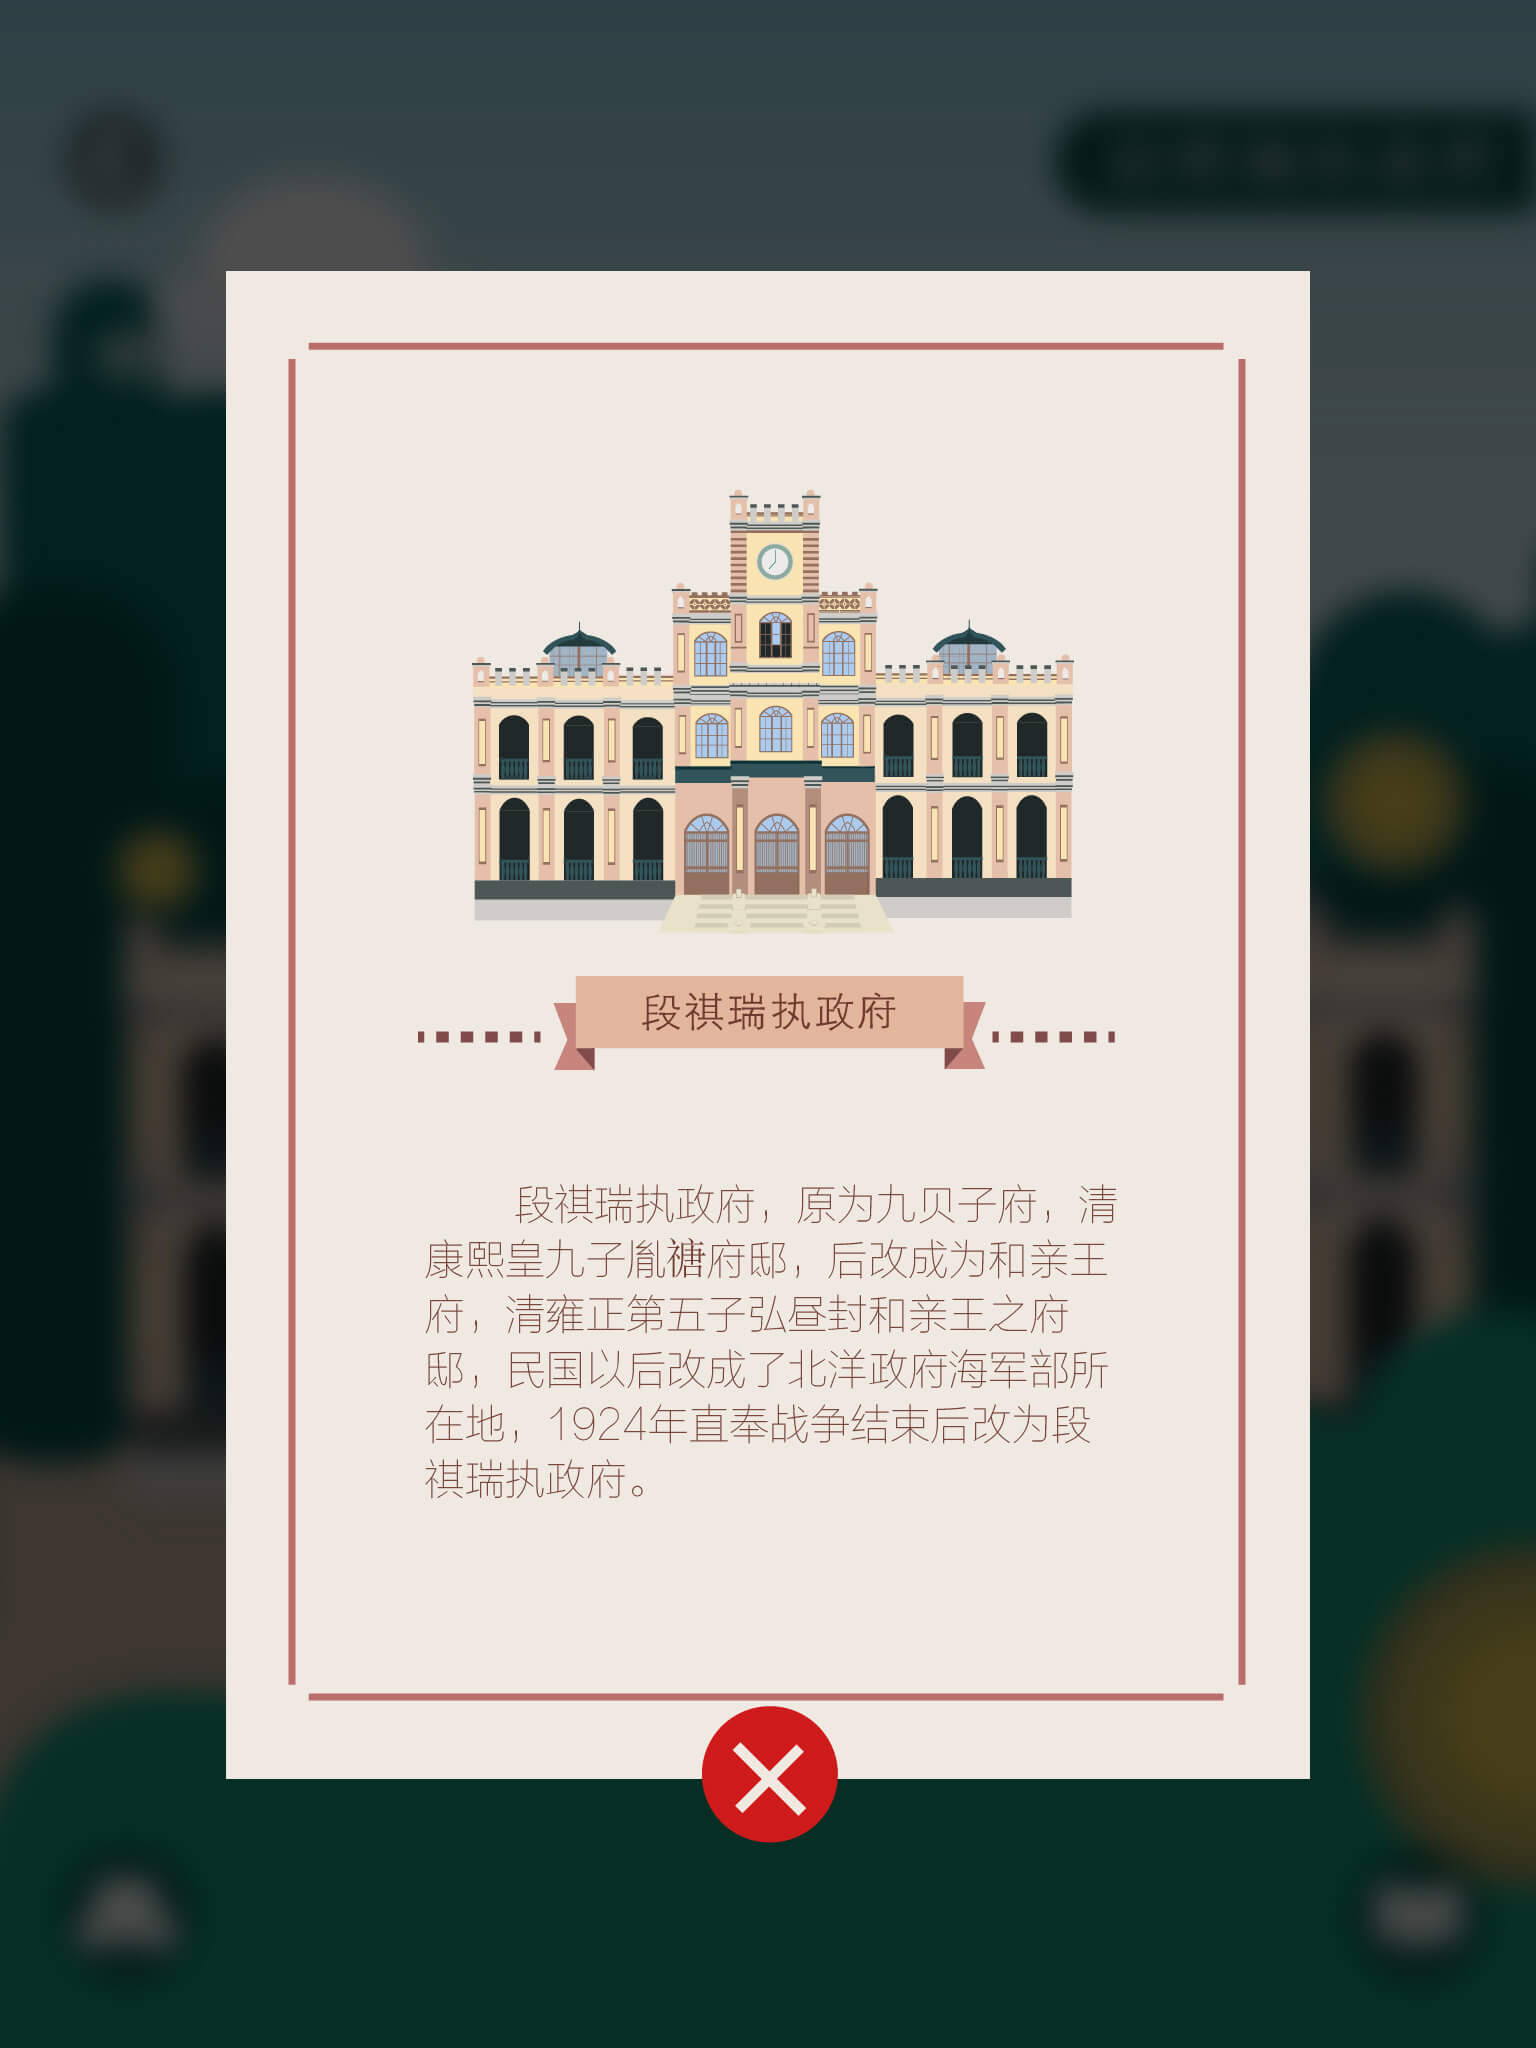 段祺瑞执政府
段祺瑞执政府，原为九贝子府，清
康熙皇九子胤禟府邸，后改成为和亲王
府，清雍正第五子弘昼封和亲王之府
邸，民国以后改成了北洋政府海军部所
在地，1924年直奉战争结束后改为段
祺瑞执政府。